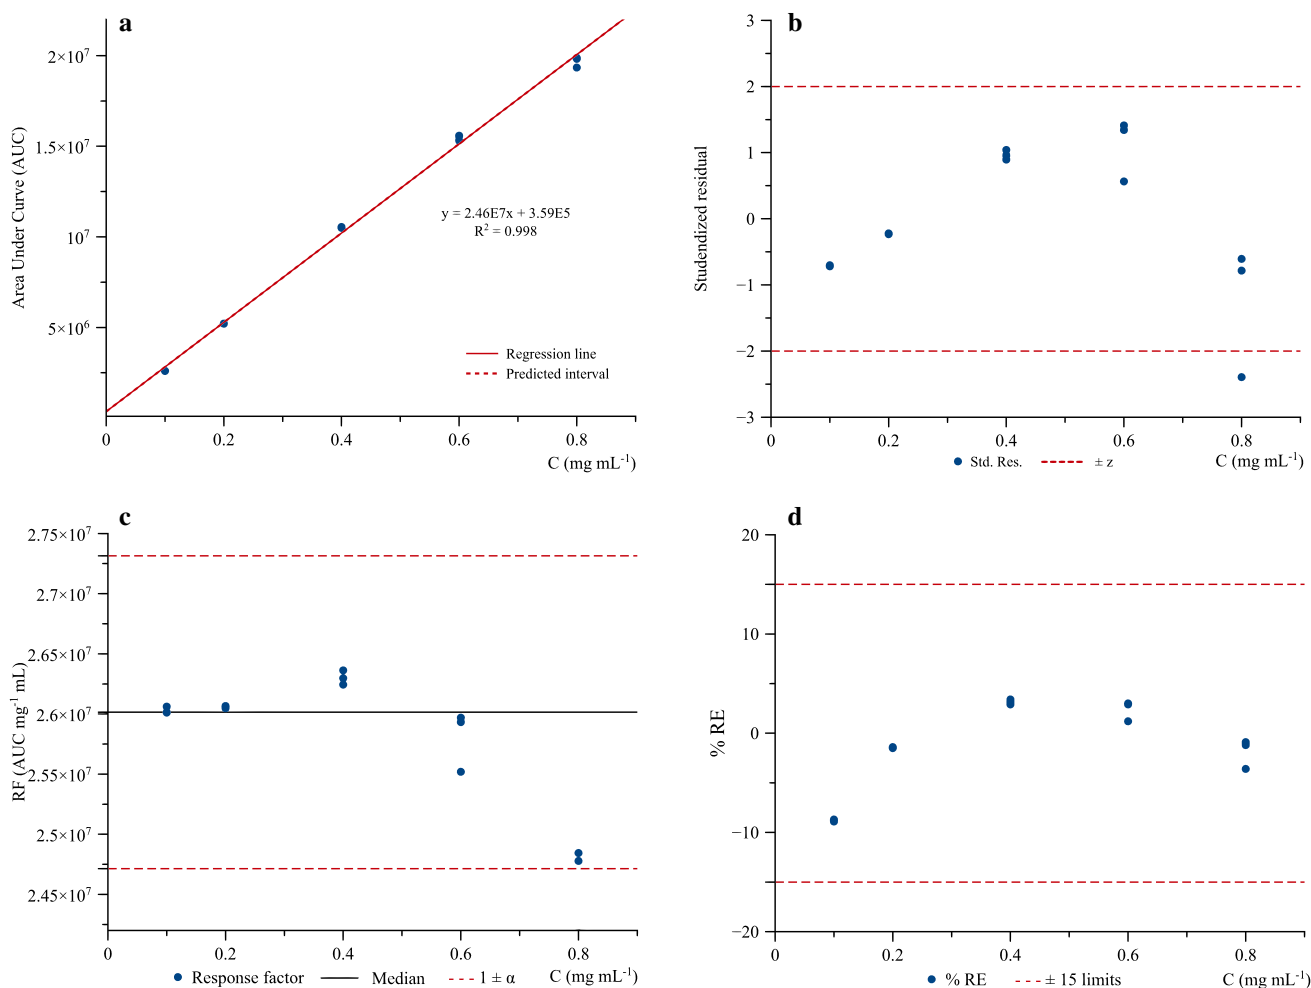 a
2×10⁷
1.5×10⁷
10⁷
5×10⁶
Area Under Curve (AUC)
y = 2.46E7x + 3.59E5
R² = 0.998
Regression line
Predicted interval
0 0.2 0.4 0.6 0.8
C (mg mL⁻¹)
b
3
2
1
0
−1
−2
−3
Studendized residual
0 0.2 0.4 0.6 0.8
Std. Res. ± z C (mg mL⁻¹)
c
2.75×10⁷
2.7×10⁷
2.65×10⁷
2.6×10⁷
2.55×10⁷
2.5×10⁷
2.45×10⁷
RF (AUC mg⁻¹ mL)
0 0.2 0.4 0.6 0.8
Response factor Median 1 ± α C (mg mL⁻¹)
d
20
10
0
−10
−20
% RE
0 0.2 0.4 0.6 0.8
% RE ± 15 limits C (mg mL⁻¹)